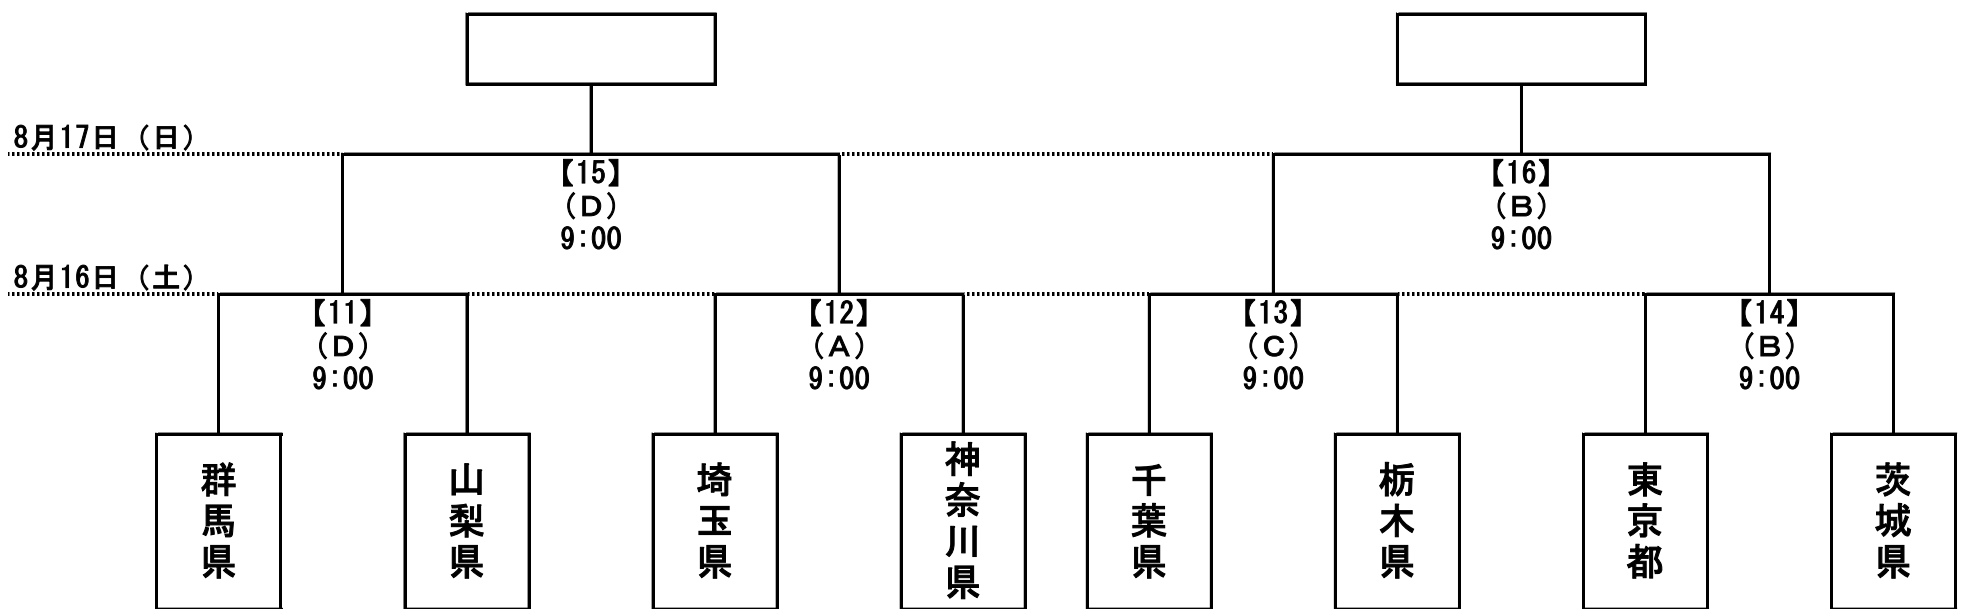 8月17日（日）
【15】
（D）
9:00
【16】
（B）
9:00
8月16日（土）
【11】
（D）
9:00
【12】
（A）
9:00
【13】
（C）
9:00
【14】
（B）
9:00
群馬県
山梨県
埼玉県
神奈川県
千葉県
栃木県
東京都
茨城県